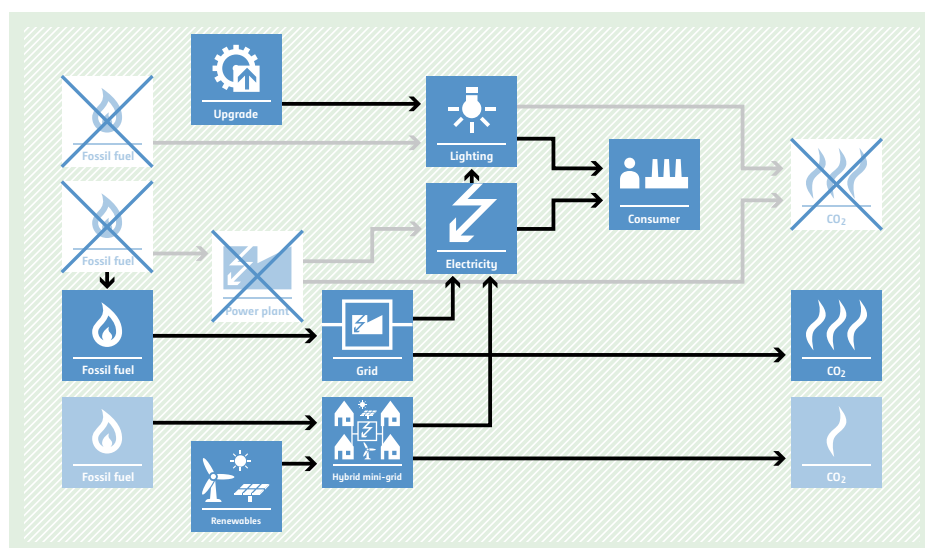 Upgrade
Fossil fuel
Lighting
Fossil fuel
Consumer
CO₂
Electricity
Power plant
Fossil fuel
Grid
CO₂
Fossil fuel
Hybrid mini-grid
CO₂
Renewables